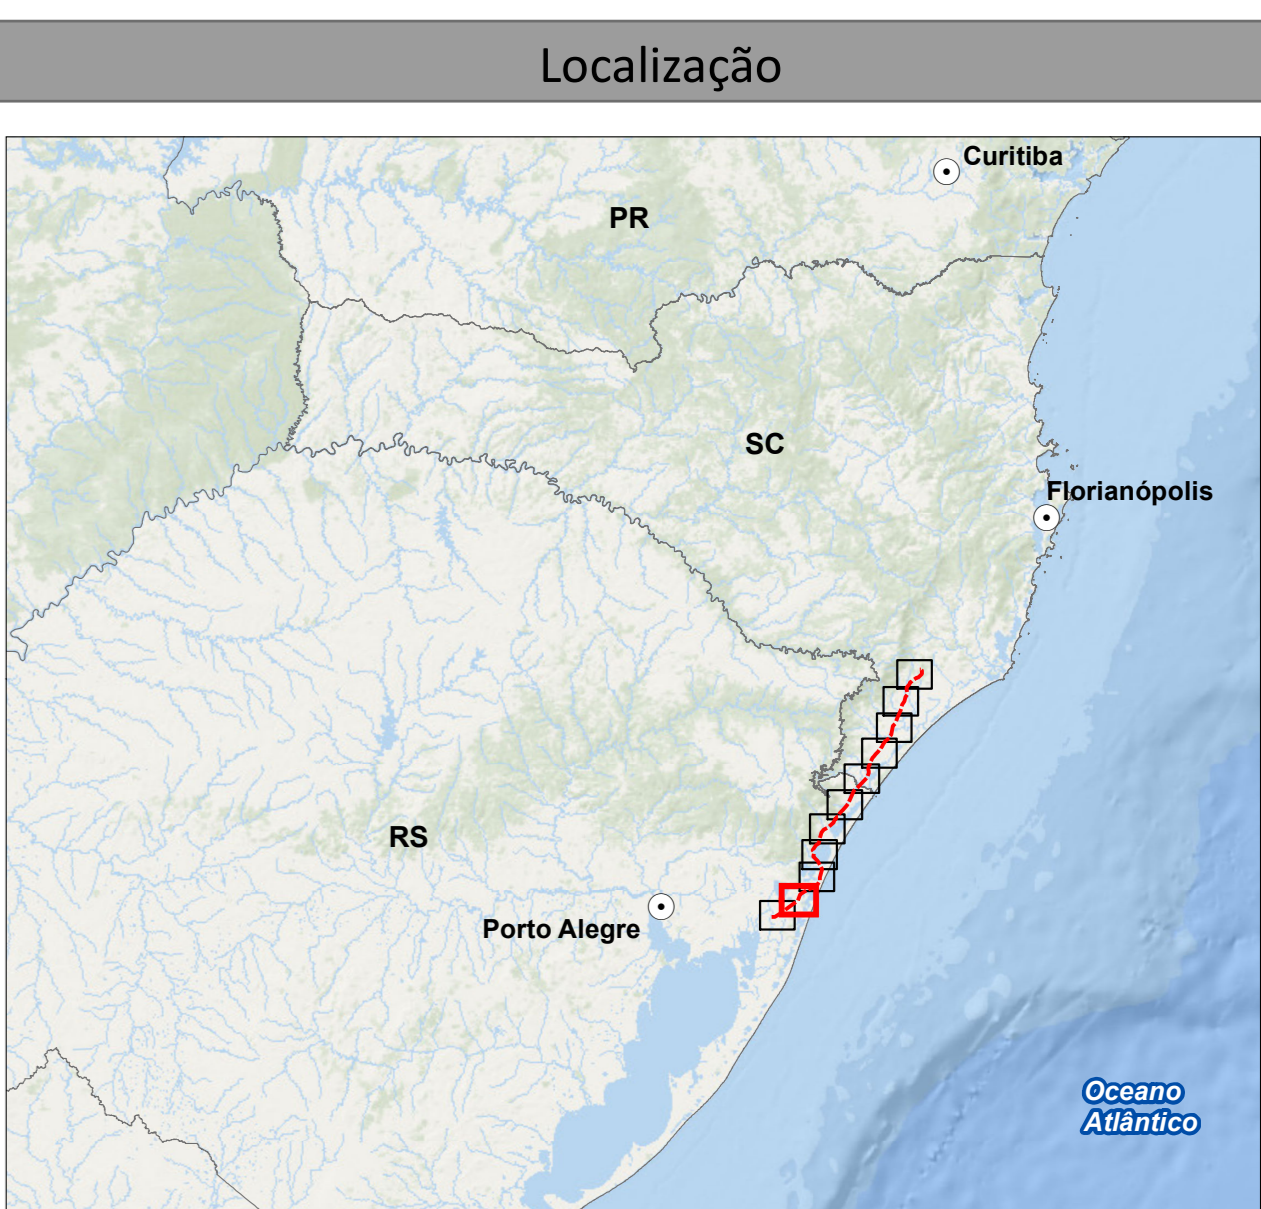 Localização
Curitiba
PR
SC
Florianópolis
RS
Porto Alegre
Oceano
Atlântico